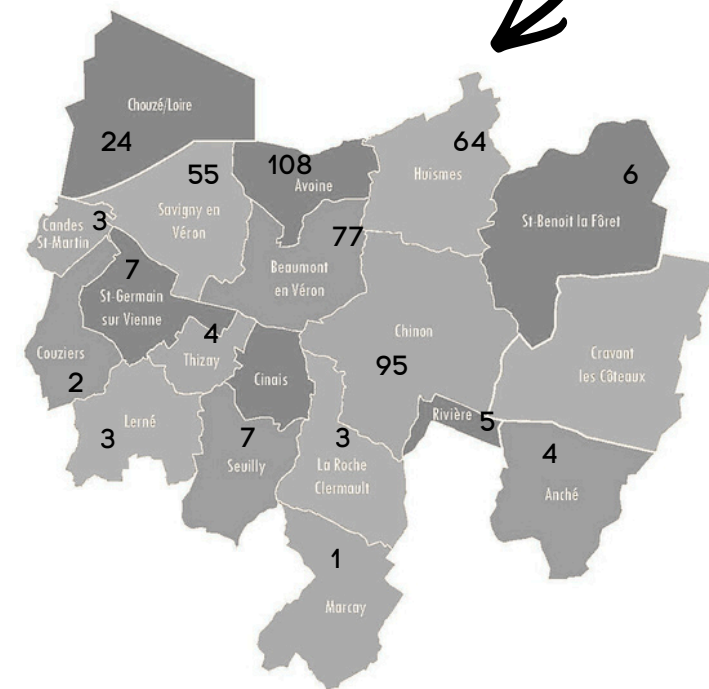 Chouzé/Loire
24
55
Savigny en
Véron
108
Avoine
64
Huismes
6
St-Benoit la Fôret
Candes
St-Martin
3
77
Beaumont
en Véron
7
St-Germain
sur Vienne
4
Thizay
Couziers
2
Chinon
95
Cravant
les Côteaux
Cinais
Rivière
5
Lerné
3
7
Seuilly
3
La Roche
Clermault
4
Anché
1
Marcay